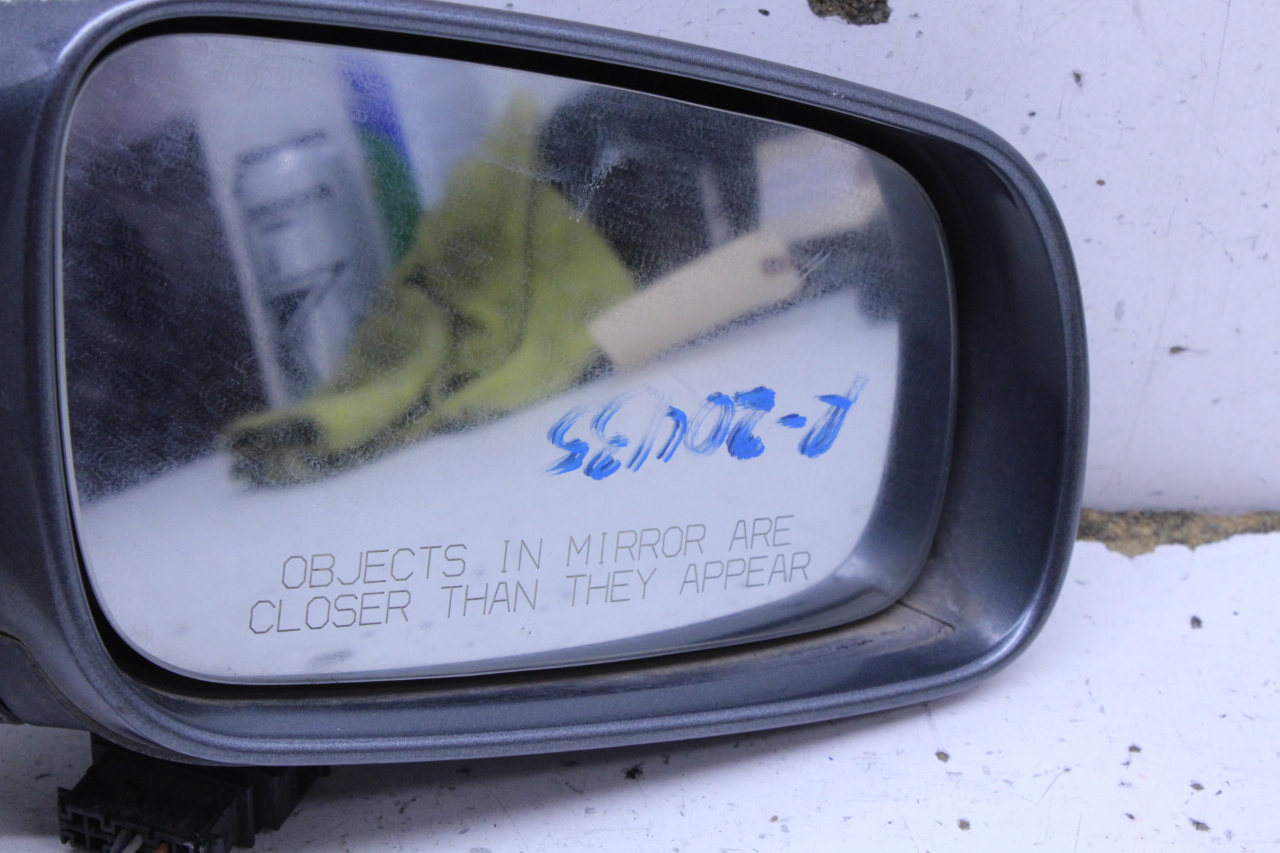 OBJECTS IN MIRROR ARE
CLOSER THAN THEY APPEAR